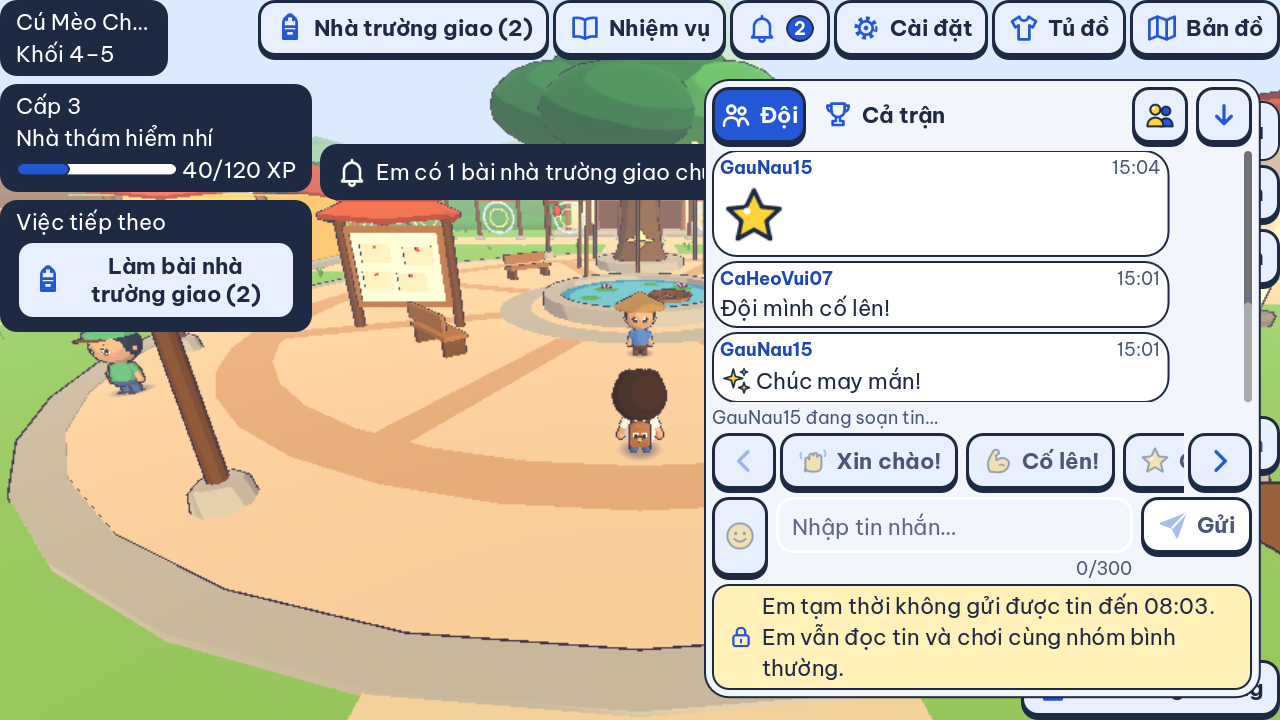 Cú Mèo Ch...
Khối 4–5
Nhà trường giao (2)
Nhiệm vụ
2
Cài đặt
Tủ đồ
Bản đồ
Cấp 3
Nhà thám hiểm nhí
40/120 XP
Em có 1 bài nhà trường giao
Việc tiếp theo
Làm bài nhà
trường giao (2)
Đội
Cả trận
GauNau15 15:04
CaHeoVui07 15:01
Đội mình cố lên!
GauNau15 15:01
Chúc may mắn!
GauNau15 đang soạn tin...
Xin chào!
Cố lên!
Nhập tin nhắn...
Gửi
0/300
Em tạm thời không gửi được tin đến 08:03.
Em vẫn đọc tin và chơi cùng nhóm bình
thường.